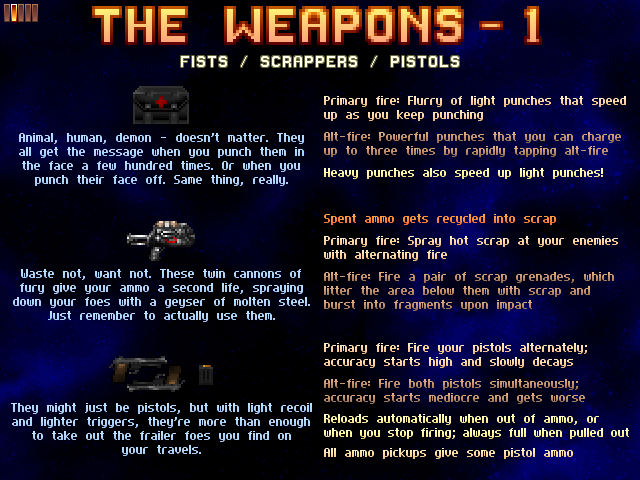 THE WEAPONS - 1
FISTS / SCRAPPERS / PISTOLS
Animal, human, demon - doesn't matter. They
all get the message when you punch them in
the face a few hundred times. Or when you
punch their face off. Same thing, really.
Primary fire: Flurry of light punches that speed
up as you keep punching
Alt-fire: Powerful punches that you can charge
up to three times by rapidly tapping alt-fire
Heavy punches also speed up light punches!
Waste not, want not. These twin cannons of
fury give your ammo a second life, spraying
down your foes with a geyser of molten steel.
Just remember to actually use them.
Spent ammo gets recycled into scrap
Primary fire: Spray hot scrap at your enemies
with alternating fire
Alt-fire: Fire a pair of scrap grenades, which
litter the area below them with scrap and
burst into fragments upon impact
They might just be pistols, but with light recoil
and lighter triggers, they're more than enough
to take out the frailer foes you find on
your travels.
Primary fire: Fire your pistols alternately;
accuracy starts high and slowly decays
Alt-fire: Fire both pistols simultaneously;
accuracy starts mediocre and gets worse
Reloads automatically when out of ammo, or
when you stop firing; always full when pulled out
All ammo pickups give some pistol ammo